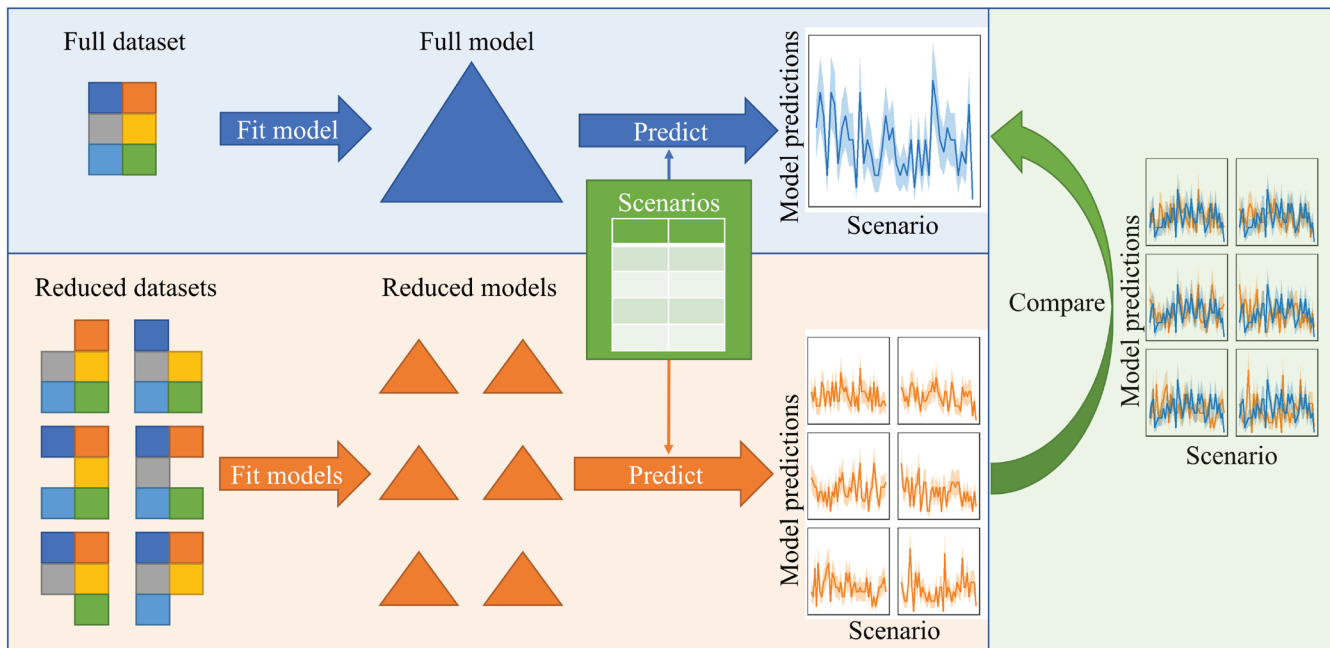 Full dataset
Full model
Fit model
Predict
Model predictions
Scenario
Scenarios
Reduced datasets
Reduced models
Fit models
Predict
Model predictions
Scenario
Compare
Model predictions
Scenario